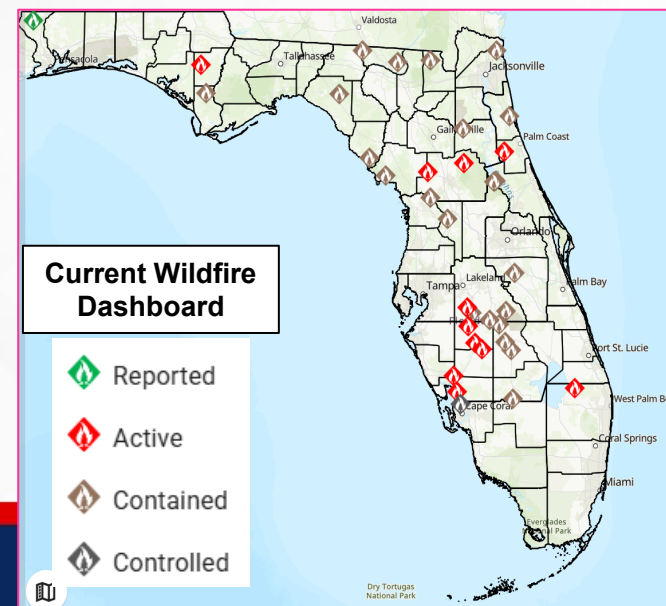 Valdosta
Tallahassee
Jacksonville
Palm Coast
Orlando
Current Wildfire
Dashboard
Tampa
Lakeland
Palm Bay
Port St. Lucie
Reported
Active
Cape Coral
West Palm B
Contained
Coral Springs
Miami
Controlled
Everglades
National Park
Dry Tortugas
National Park